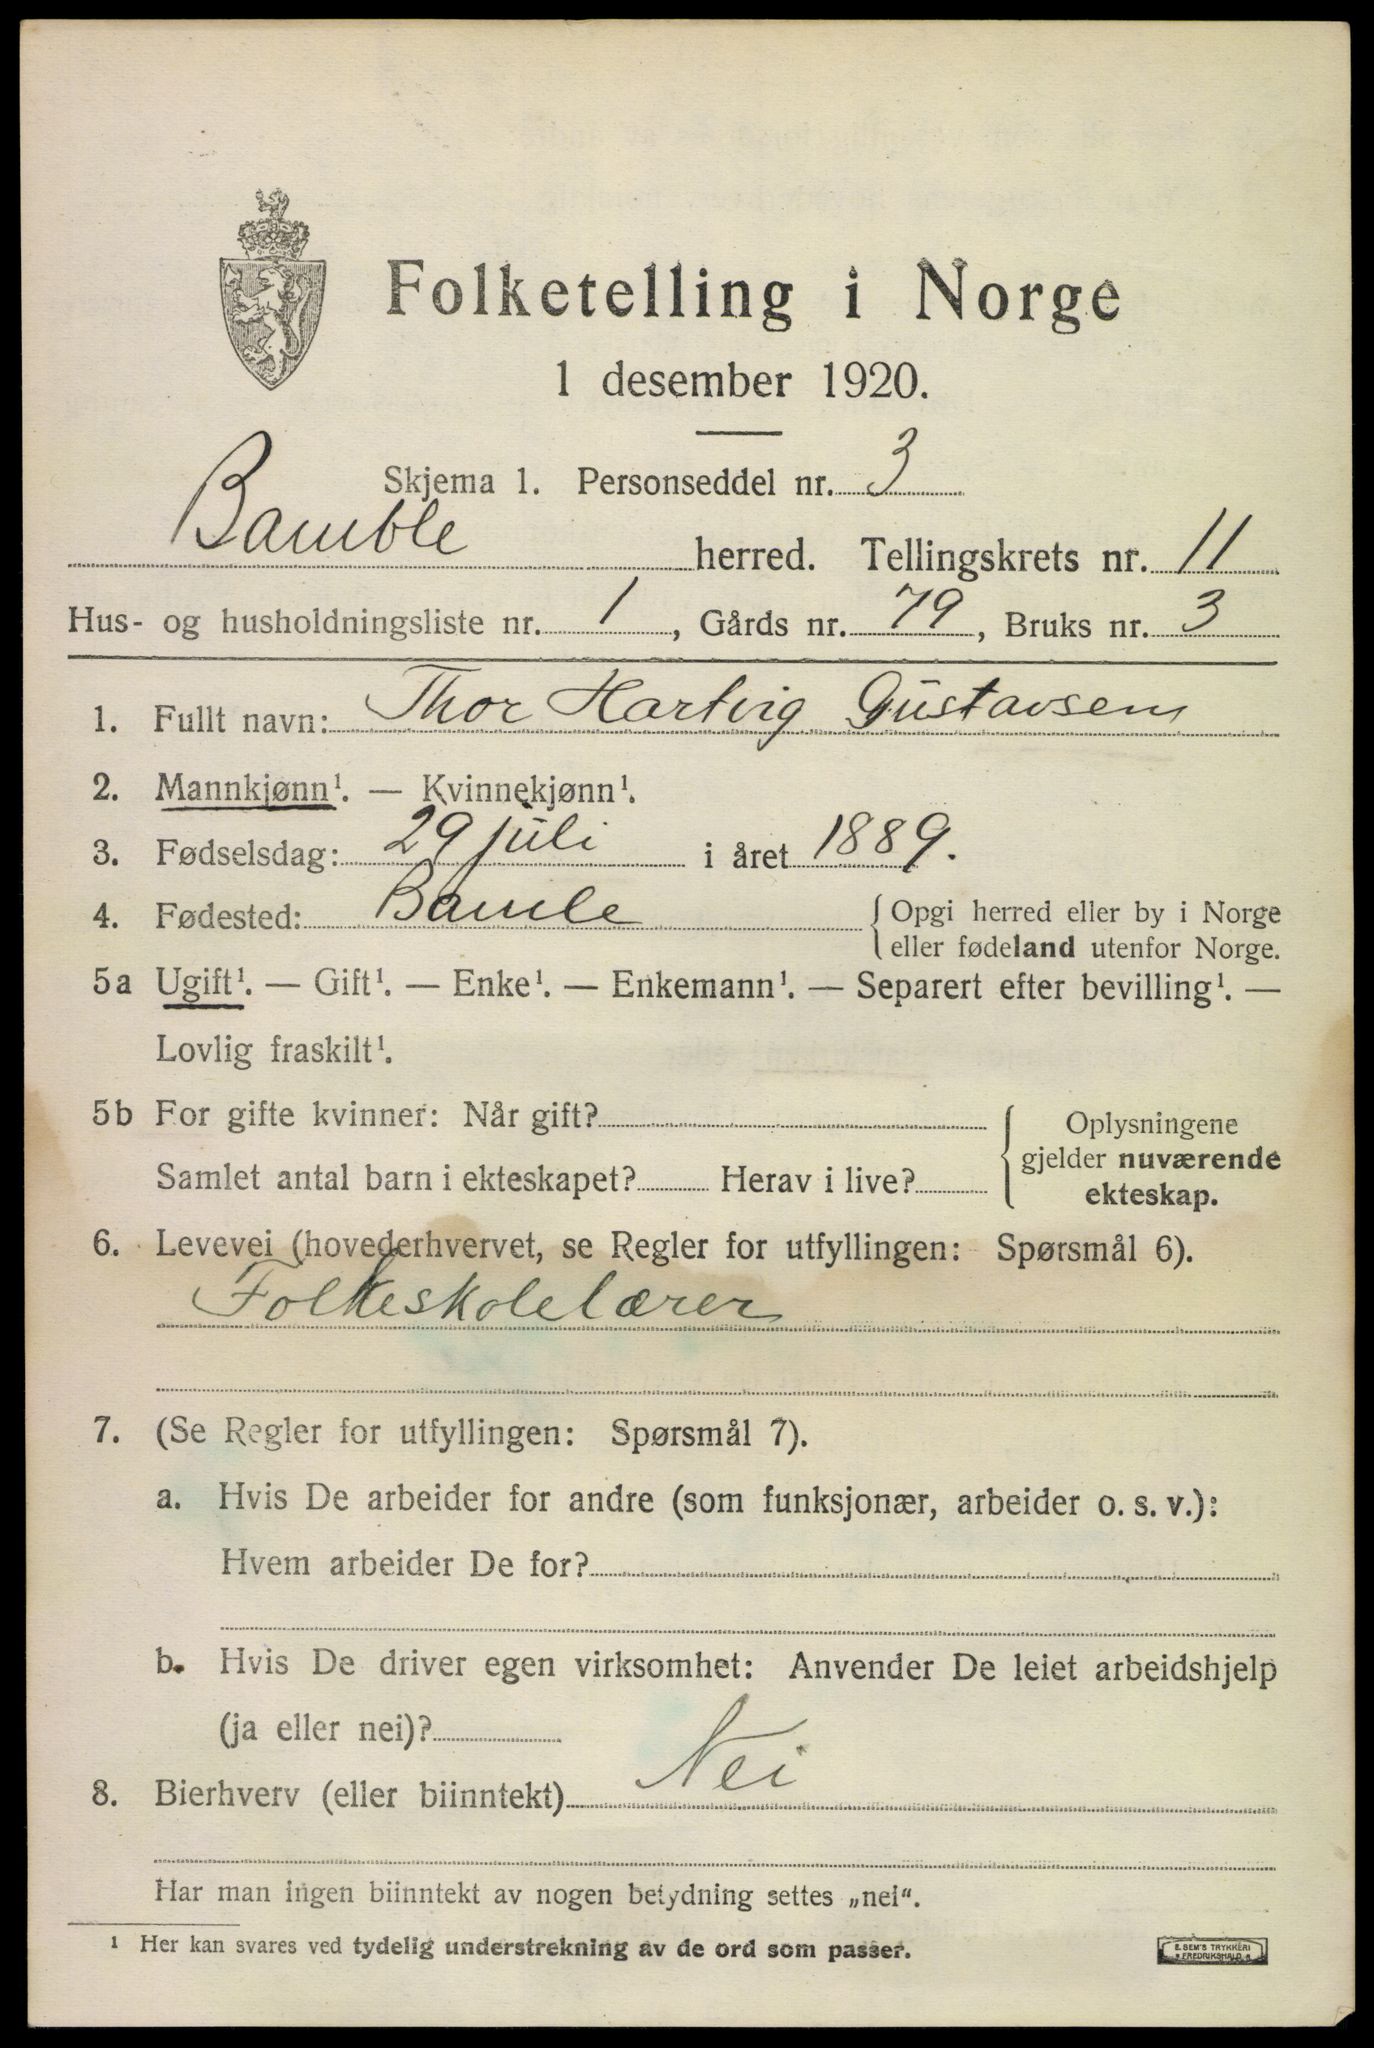 Folketelling i Norge
1 desember 1920.
Skjema 1. Personseddel nr. 3
Bamble herred. Tellingskrets nr. 11
Hus- og husholdningsliste nr. 1, Gårds nr. 79, Bruks nr. 3
1. Fullt navn: Thor Hartvig Gustavsen
2. Mannkjønn¹. — Kvinnekjønn¹.
3. Fødselsdag: 29 juli i året 1889.
4. Fødested: Bamle {Opgi herred eller by i Norge
eller fødeland utenfor Norge.
5a Ugift¹. — Gift¹. — Enke¹. — Enkemann¹. — Separert efter bevilling¹. —
Lovlig fraskilt¹.
5b For gifte kvinner: Når gift? { Oplysningene
gjelder nuværende
Samlet antal barn i ekteskapet? Herav i live?
ekteskap.
6. Levevei (hovederhvervet, se Regler for utfyllingen: Spørsmål 6).
Folkeskolelærer
7. (Se Regler for utfyllingen: Spørsmål 7).
a. Hvis De arbeider for andre (som funksjonær, arbeider o. s. v.):
Hvem arbeider De for?
b. Hvis De driver egen virksomhet: Anvender De leiet arbeidshjelp
(ja eller nei)?
8. Bierhverv (eller biinntekt) Nei
Har man ingen biinntekt av nogen betydning settes „nei“.
¹ Her kan svares ved tydelig understrekning av de ord som passer.
E. SEM'S TRYKKERI
FREDRIKSHALD